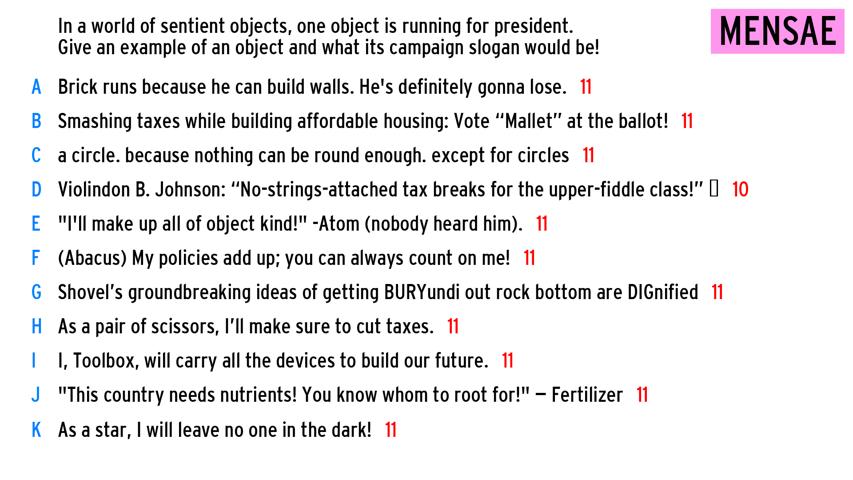 In a world of sentient objects, one object is running for president.
Give an example of an object and what its campaign slogan would be!
MENSAE
A Brick runs because he can build walls. He's definitely gonna lose. 11
B Smashing taxes while building affordable housing: Vote “Mallet” at the ballot! 11
C a circle. because nothing can be round enough. except for circles 11
D Violindon B. Johnson: “No-strings-attached tax breaks for the upper-fiddle class!” 10
E "I'll make up all of object kind!" -Atom (nobody heard him). 11
F (Abacus) My policies add up; you can always count on me! 11
G Shovel’s groundbreaking ideas of getting BURYundi out rock bottom are DIGnified 11
H As a pair of scissors, I’ll make sure to cut taxes. 11
I I, Toolbox, will carry all the devices to build our future. 11
J "This country needs nutrients! You know whom to root for!" – Fertilizer 11
K As a star, I will leave no one in the dark! 11